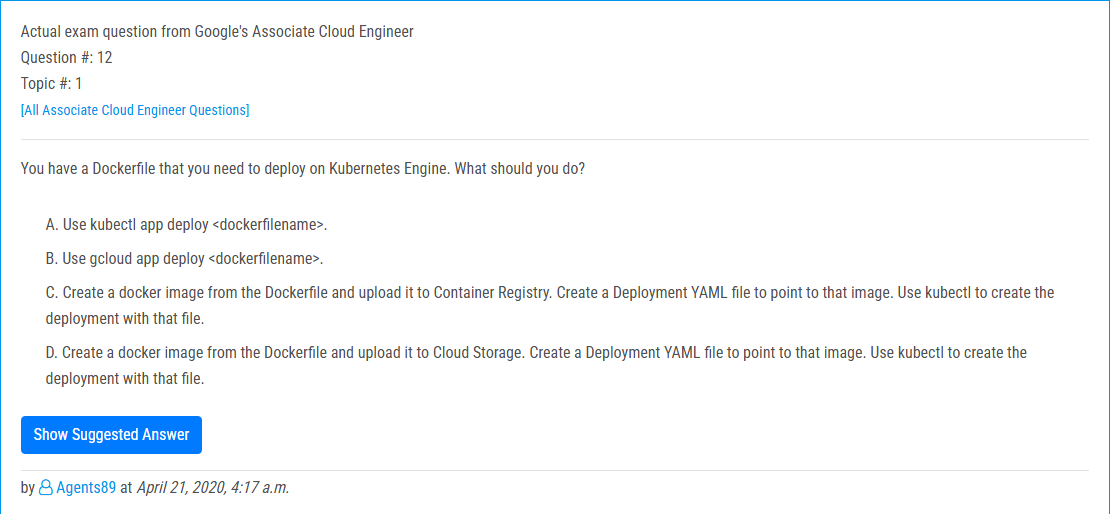 Actual exam question from Google's Associate Cloud Engineer
Question #: 12
Topic #: 1
[All Associate Cloud Engineer Questions]
You have a Dockerfile that you need to deploy on Kubernetes Engine. What should you do?
A. Use kubectl app deploy <dockerfilename>.
B. Use gcloud app deploy <dockerfilename>.
C. Create a docker image from the Dockerfile and upload it to Container Registry. Create a Deployment YAML file to point to that image. Use kubectl to create the
deployment with that file.
D. Create a docker image from the Dockerfile and upload it to Cloud Storage. Create a Deployment YAML file to point to that image. Use kubectl to create the
deployment with that file.
Show Suggested Answer
by Agents89 at April 21, 2020, 4:17 a.m.